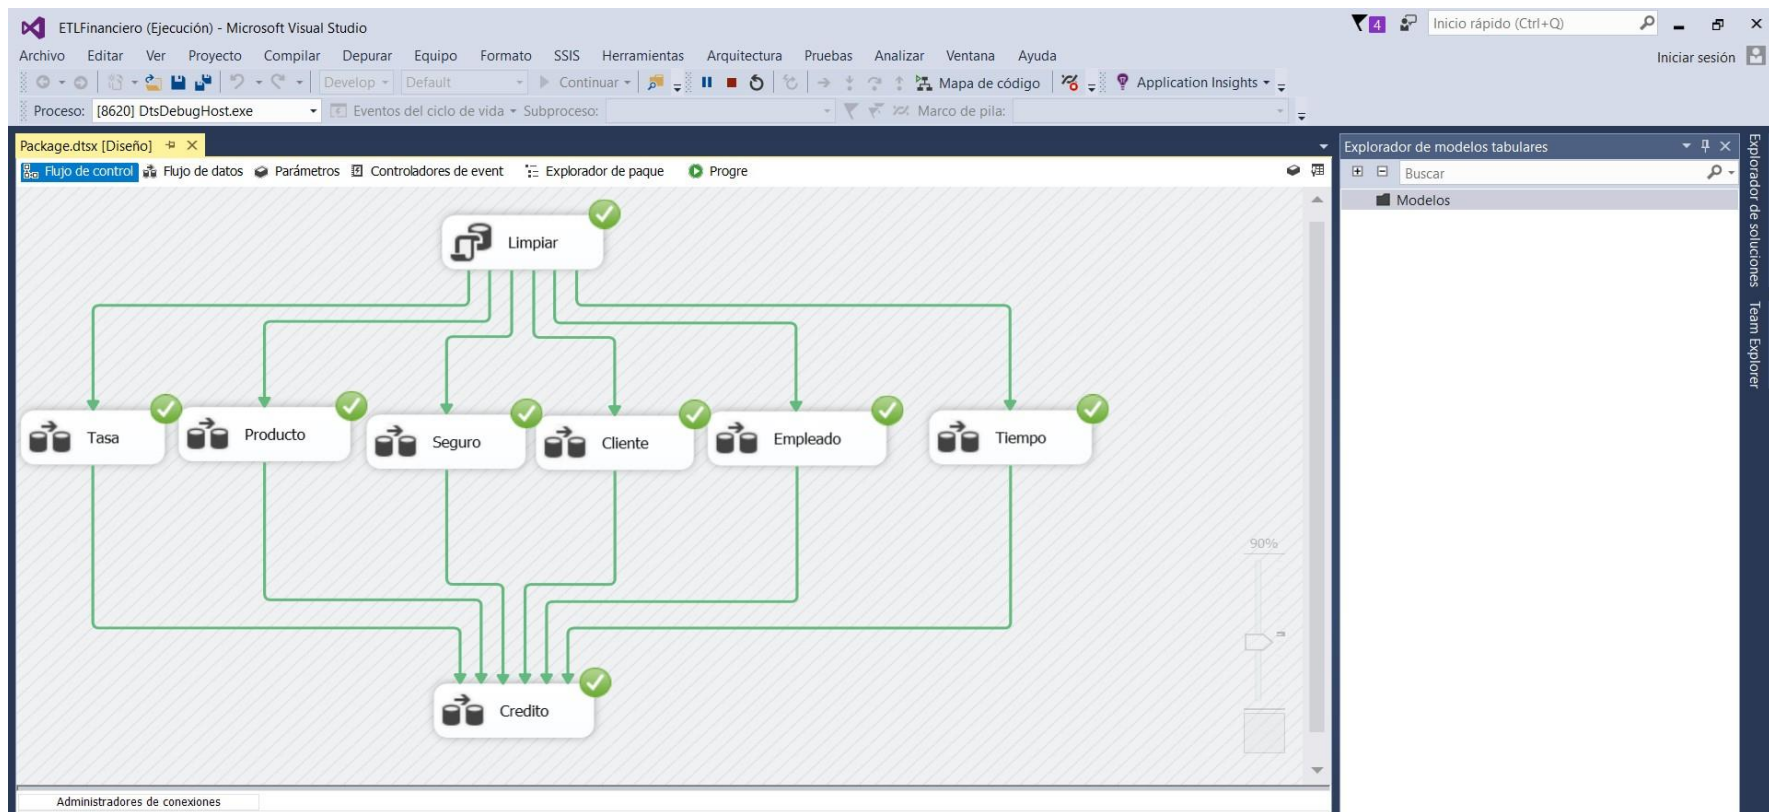 ETLFinanciero (Ejecución) - Microsoft Visual Studio
4
Inicio rápido (Ctrl+Q)
Archivo Editar Ver Proyecto Compilar Depurar Equipo Formato SSIS Herramientas Arquitectura Pruebas Analizar Ventana Ayuda
Iniciar sesión
Develop Default Continuar Mapa de código Application Insights
Proceso: [8620] DtsDebugHost.exe Eventos del ciclo de vida Subproceso: Marco de pila:
Package.dtsx [Diseño]
Flujo de control Flujo de datos Parámetros Controladores de event Explorador de paque Progre
Limpiar
Tasa
Producto
Seguro
Cliente
Empleado
Tiempo
90%
Credito
Administradores de conexiones
Explorador de modelos tabulares
Buscar
Modelos
Explorador de soluciones
Team Explorer